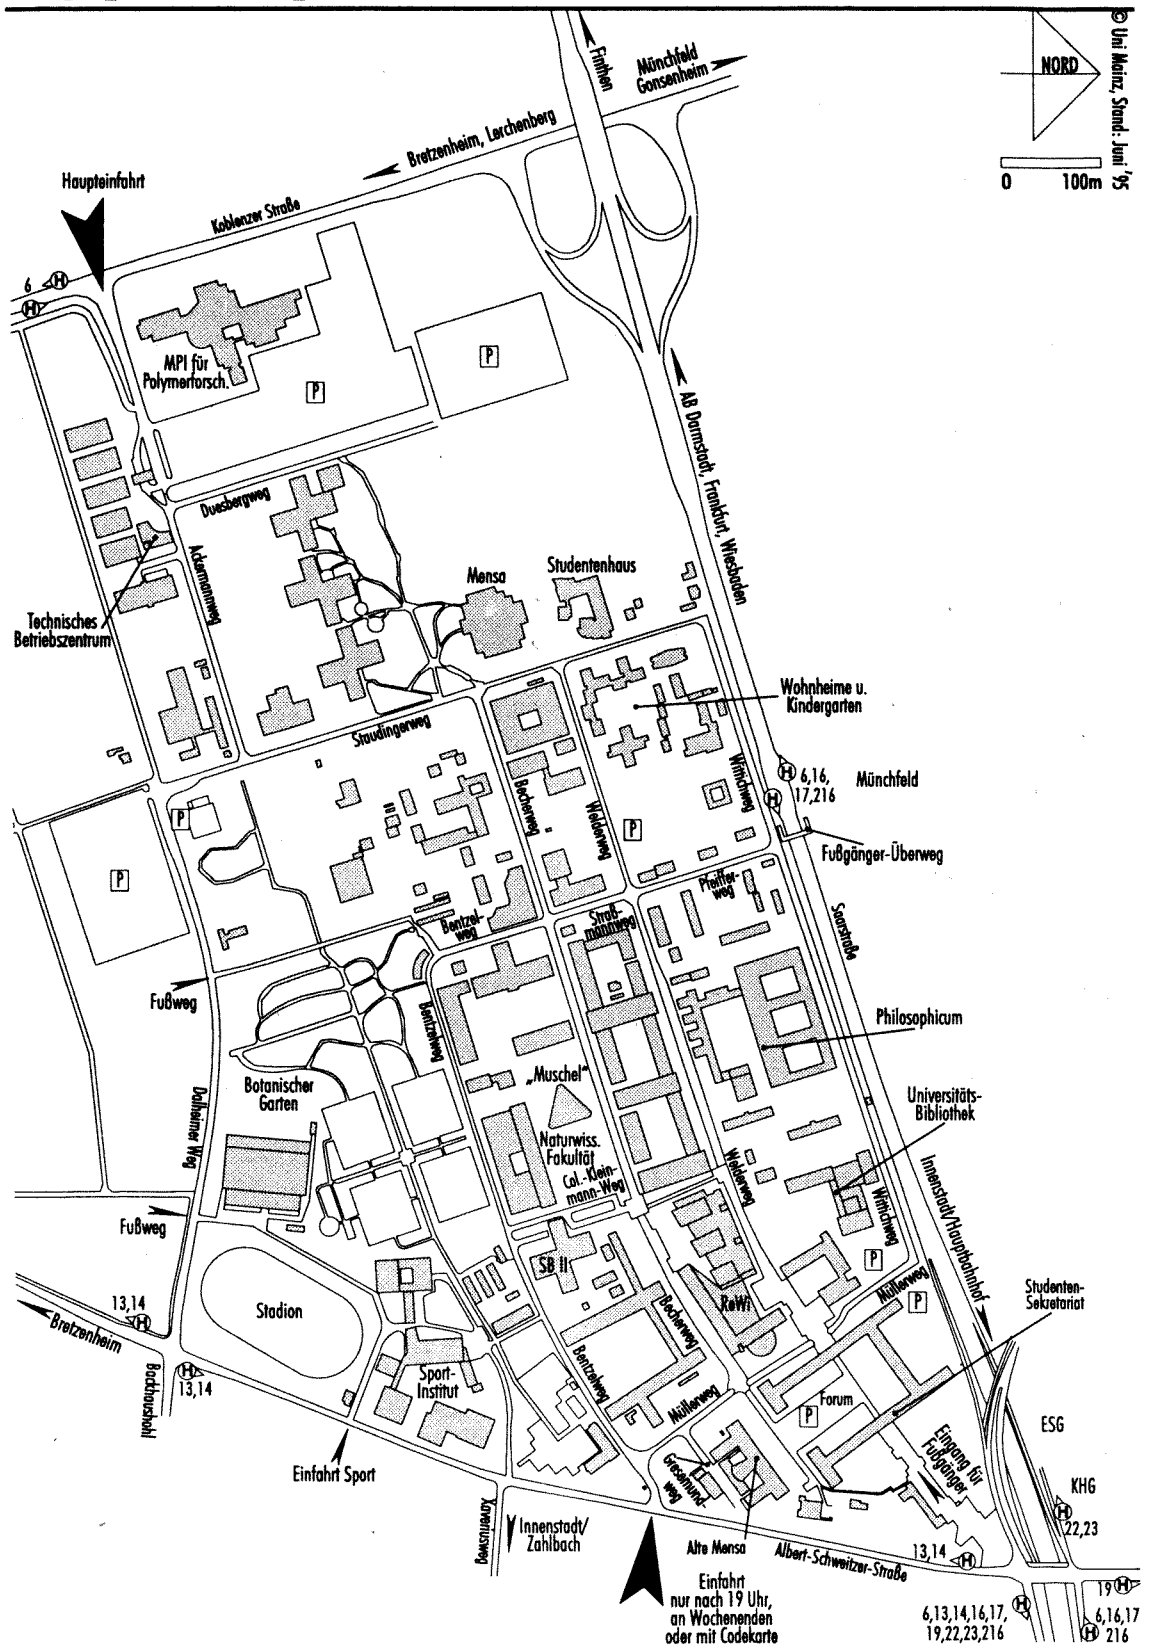 © Uni Mainz, Stand: Juni '95
NORD
0 100m
Finthen
Münchfeld
Gonsenheim
Bretzenheim, Lerchenberg
Haupteinfahrt
Koblenzer Straße
6
H
H
MPI für
Polymerforsch.
P
P
AB Darmstadt, Frankfurt, Wiesbaden
Duesbergweg
Ackermannweg
Mensa
Studentenhaus
Technisches
Betriebszentrum
Wohnheime u.
Kindergarten
Staudingerweg
Wittichweg
H
6,16,
17,216
H
Münchfeld
Becherweg
Welderweg
P
P
P
Fußgänger-Überweg
Pfeiffer-
weg
Bentzel-
weg
Straß-
mannweg
Saarstraße
Fußweg
Bentzelweg
Philosophicum
Botanischer
Garten
„Muschel“
Dalheimer Weg
Universitäts-
Bibliothek
Naturwiss.
Fakultät
Col.-Klein-
mann-Weg
Welderweg
Wittichweg
Innenstadt/Hauptbahnhof
Fußweg
SB II
P
Müllerweg
P
Studenten-
Sekretariat
Stadion
13,14
H
Bretzenheim
Becherweg
ReWi
H
13,14
Backhaushohl
Sport-
Institut
Bentzelweg
Müllerweg
Forum
P
Eingang für
Fußgänger
ESG
Einfahrt Sport
Giesemund-
weg
KHG
H
22,23
Xaveriusweg
Innenstadt/
Zahlbach
Alte Mensa
Albert-Schweitzer-Straße
13,14
H
Einfahrt
nur nach 19 Uhr,
an Wochenenden
oder mit Codekarte
19
H
6,13,14,16,17,
19,22,23,216
H
6,16,17
216
H